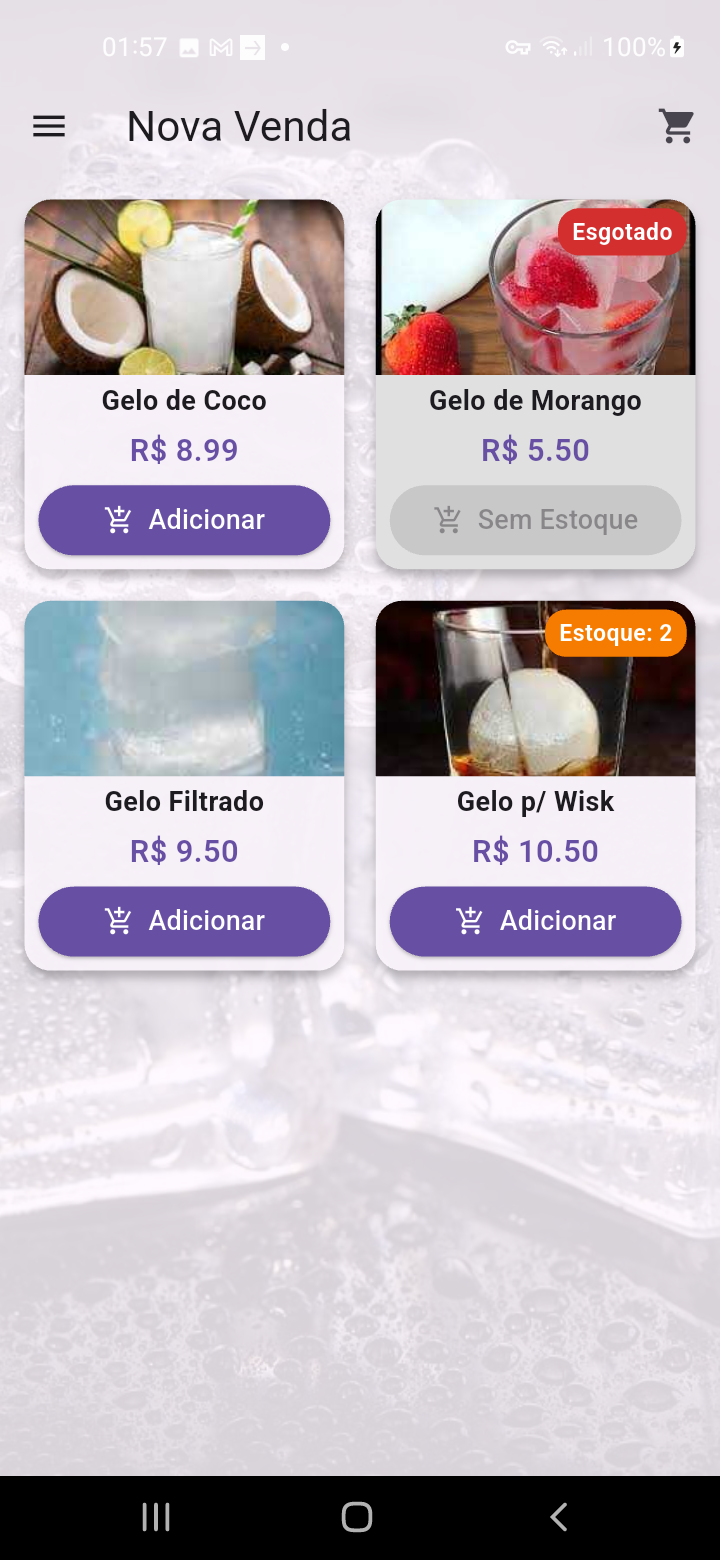 01:57 100%
Nova Venda
Esgotado
Gelo de Coco
R$ 8.99
Adicionar
Gelo de Morango
R$ 5.50
Sem Estoque
Estoque: 2
Gelo Filtrado
R$ 9.50
Adicionar
Gelo p/ Wisk
R$ 10.50
Adicionar